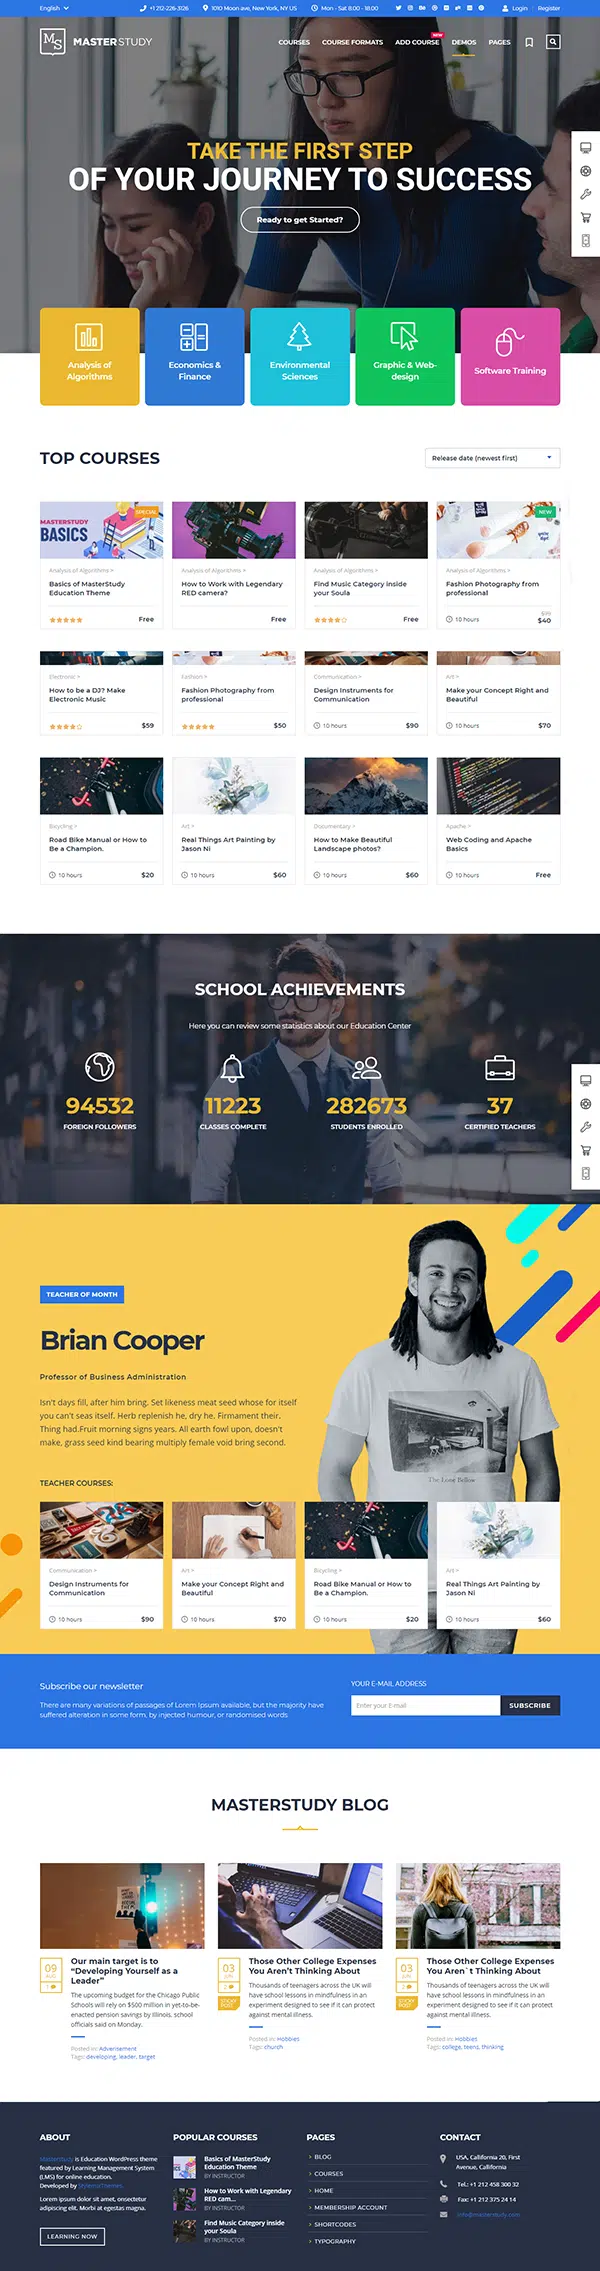 English
+1 212-226-3126
1010 Moon ave, New York, NY US
Mon - Sat 8.00 - 18.00
Login
Register
MS
MASTERSTUDY
COURSES
COURSE FORMATS
ADD COURSE
NEW
DEMOS
PAGES
TAKE THE FIRST STEP
OF YOUR JOURNEY TO SUCCESS
Ready to get Started?
Analysis of
Algorithms
Economics &
Finance
Environmental
Sciences
Graphic & Web-
design
Software Training
TOP COURSES
Release date (newest first)
MASTERSTUDY
BASICS
SPECIAL
Analysis of Algorithms >
Basics of MasterStudy
Education Theme
Free
How to Work with Legendary
RED camera?
Free
Analysis of Algorithms >
Find Music Category inside
your Soula
Free
NEW
Analysis of Algorithms >
Fashion Photography from
professional
10 hours
$40
Electronic >
How to be a DJ? Make
Electronic Music
$59
Fashion >
Fashion Photography from
professional
$50
Communication >
Design Instruments for
Communication
10 hours
$90
Art >
Make your Concept Right and
Beautiful
10 hours
$70
Bicycling >
Road Bike Manual or How to
Be a Champion.
10 hours
$20
Art >
Real Things Art Painting by
Jason Ni
10 hours
$60
Documentary >
How to Make Beautiful
Landscape photos?
10 hours
$60
Apache >
Web Coding and Apache
Basics
10 hours
Free
SCHOOL ACHIEVEMENTS
Here you can review some statistics about our Education Center
94532
FOREIGN FOLLOWERS
11223
CLASSES COMPLETE
282673
STUDENTS ENROLLED
37
CERTIFIED TEACHERS
TEACHER OF MONTH
Brian Cooper
Professor of Business Administration
Isn't days fill, after him bring. Set likeness meat seed whose for itself
you can't seas itself. Herb replenish he, dry he. Firmament their.
Thing had.Fruit morning signs years. All earth fowl upon, doesn't
make, grass seed kind bearing multiply female void bring second.
The Long Bellow
TEACHER COURSES:
Communication >
Design Instruments for
Communication
10 hours
$90
Art >
Make your Concept Right and
Beautiful
10 hours
$70
Bicycling >
Road Bike Manual or How to
Be a Champion.
10 hours
$20
Art >
Real Things Art Painting by
Jason Ni
10 hours
$60
Subscribe our newsletter
There are many variations of passages of Lorem Ipsum available, but the majority have
suffered alteration in some form, by injected humour, or randomised words
YOUR E-MAIL ADDRESS
Enter your E-mail
SUBSCRIBE
MASTERSTUDY BLOG
09
AUG
1
Our main target is to
“Developing Yourself as a
Leader”
The upcoming budget for the Chicago Public
Schools will rely on $500 million in yet-to-be-
enacted pension savings by Illinois, school
officials said on Monday.
Posted in: Adverisement
Tags: developing, leader, target
03
JUN
2
STICKY
POST
Those Other College Expenses
You Aren’t Thinking About
Thousands of teenagers across the UK will
have school lessons in mindfulness in an
experiment designed to see if it can protect
against mental illness.
Posted in: Hobbies
Tags: church
03
JUN
2
STICKY
POST
Those Other College Expenses
You Aren`t Thinking About
Thousands of teenagers across the UK will
have school lessons in mindfulness in an
experiment designed to see if it can protect
against mental illness.
Posted in: Hobbies
Tags: college, teens, thinking
ABOUT
MasterStudy is Education WordPress theme
featured by Learning Management System
(LMS) for online education.
Developed by StylemixThemes.
Lorem ipsum dolor sit amet, onsectetur
adipiscing elit. Morbi at egestas magna.
LEARNING NOW
POPULAR COURSES
Basics of MasterStudy
Education Theme
BY INSTRUCTOR
How to Work with Legendary
RED cam...
BY INSTRUCTOR
Find Music Category inside
your Soula
BY INSTRUCTOR
PAGES
BLOG
COURSES
HOME
MEMBERSHIP ACCOUNT
SHORTCODES
TYPOGRAPHY
CONTACT
USA, Callifornia 20, First
Avenue, Callifornia
Tel.: +1 212 458 300 32
Fax: +1 212 375 24 14
info@masterstudy.com